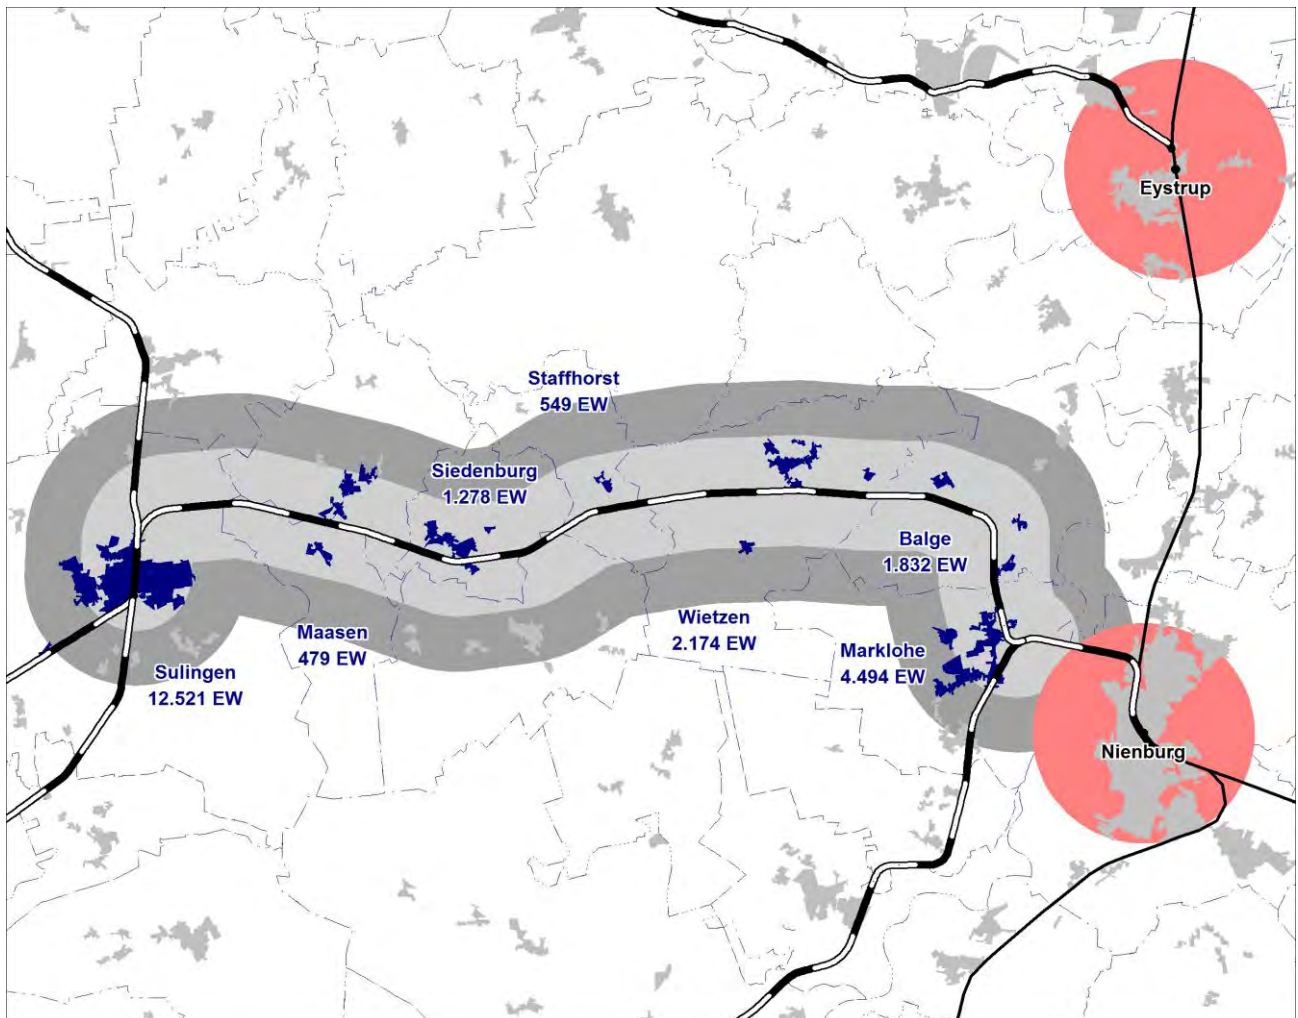 Eystrup
Staffhorst
549 EW
Siedenburg
1.278 EW
Balge
1.832 EW
Maasen
479 EW
Wietzen
2.174 EW
Marklohe
4.494 EW
Sulingen
12.521 EW
Nienburg